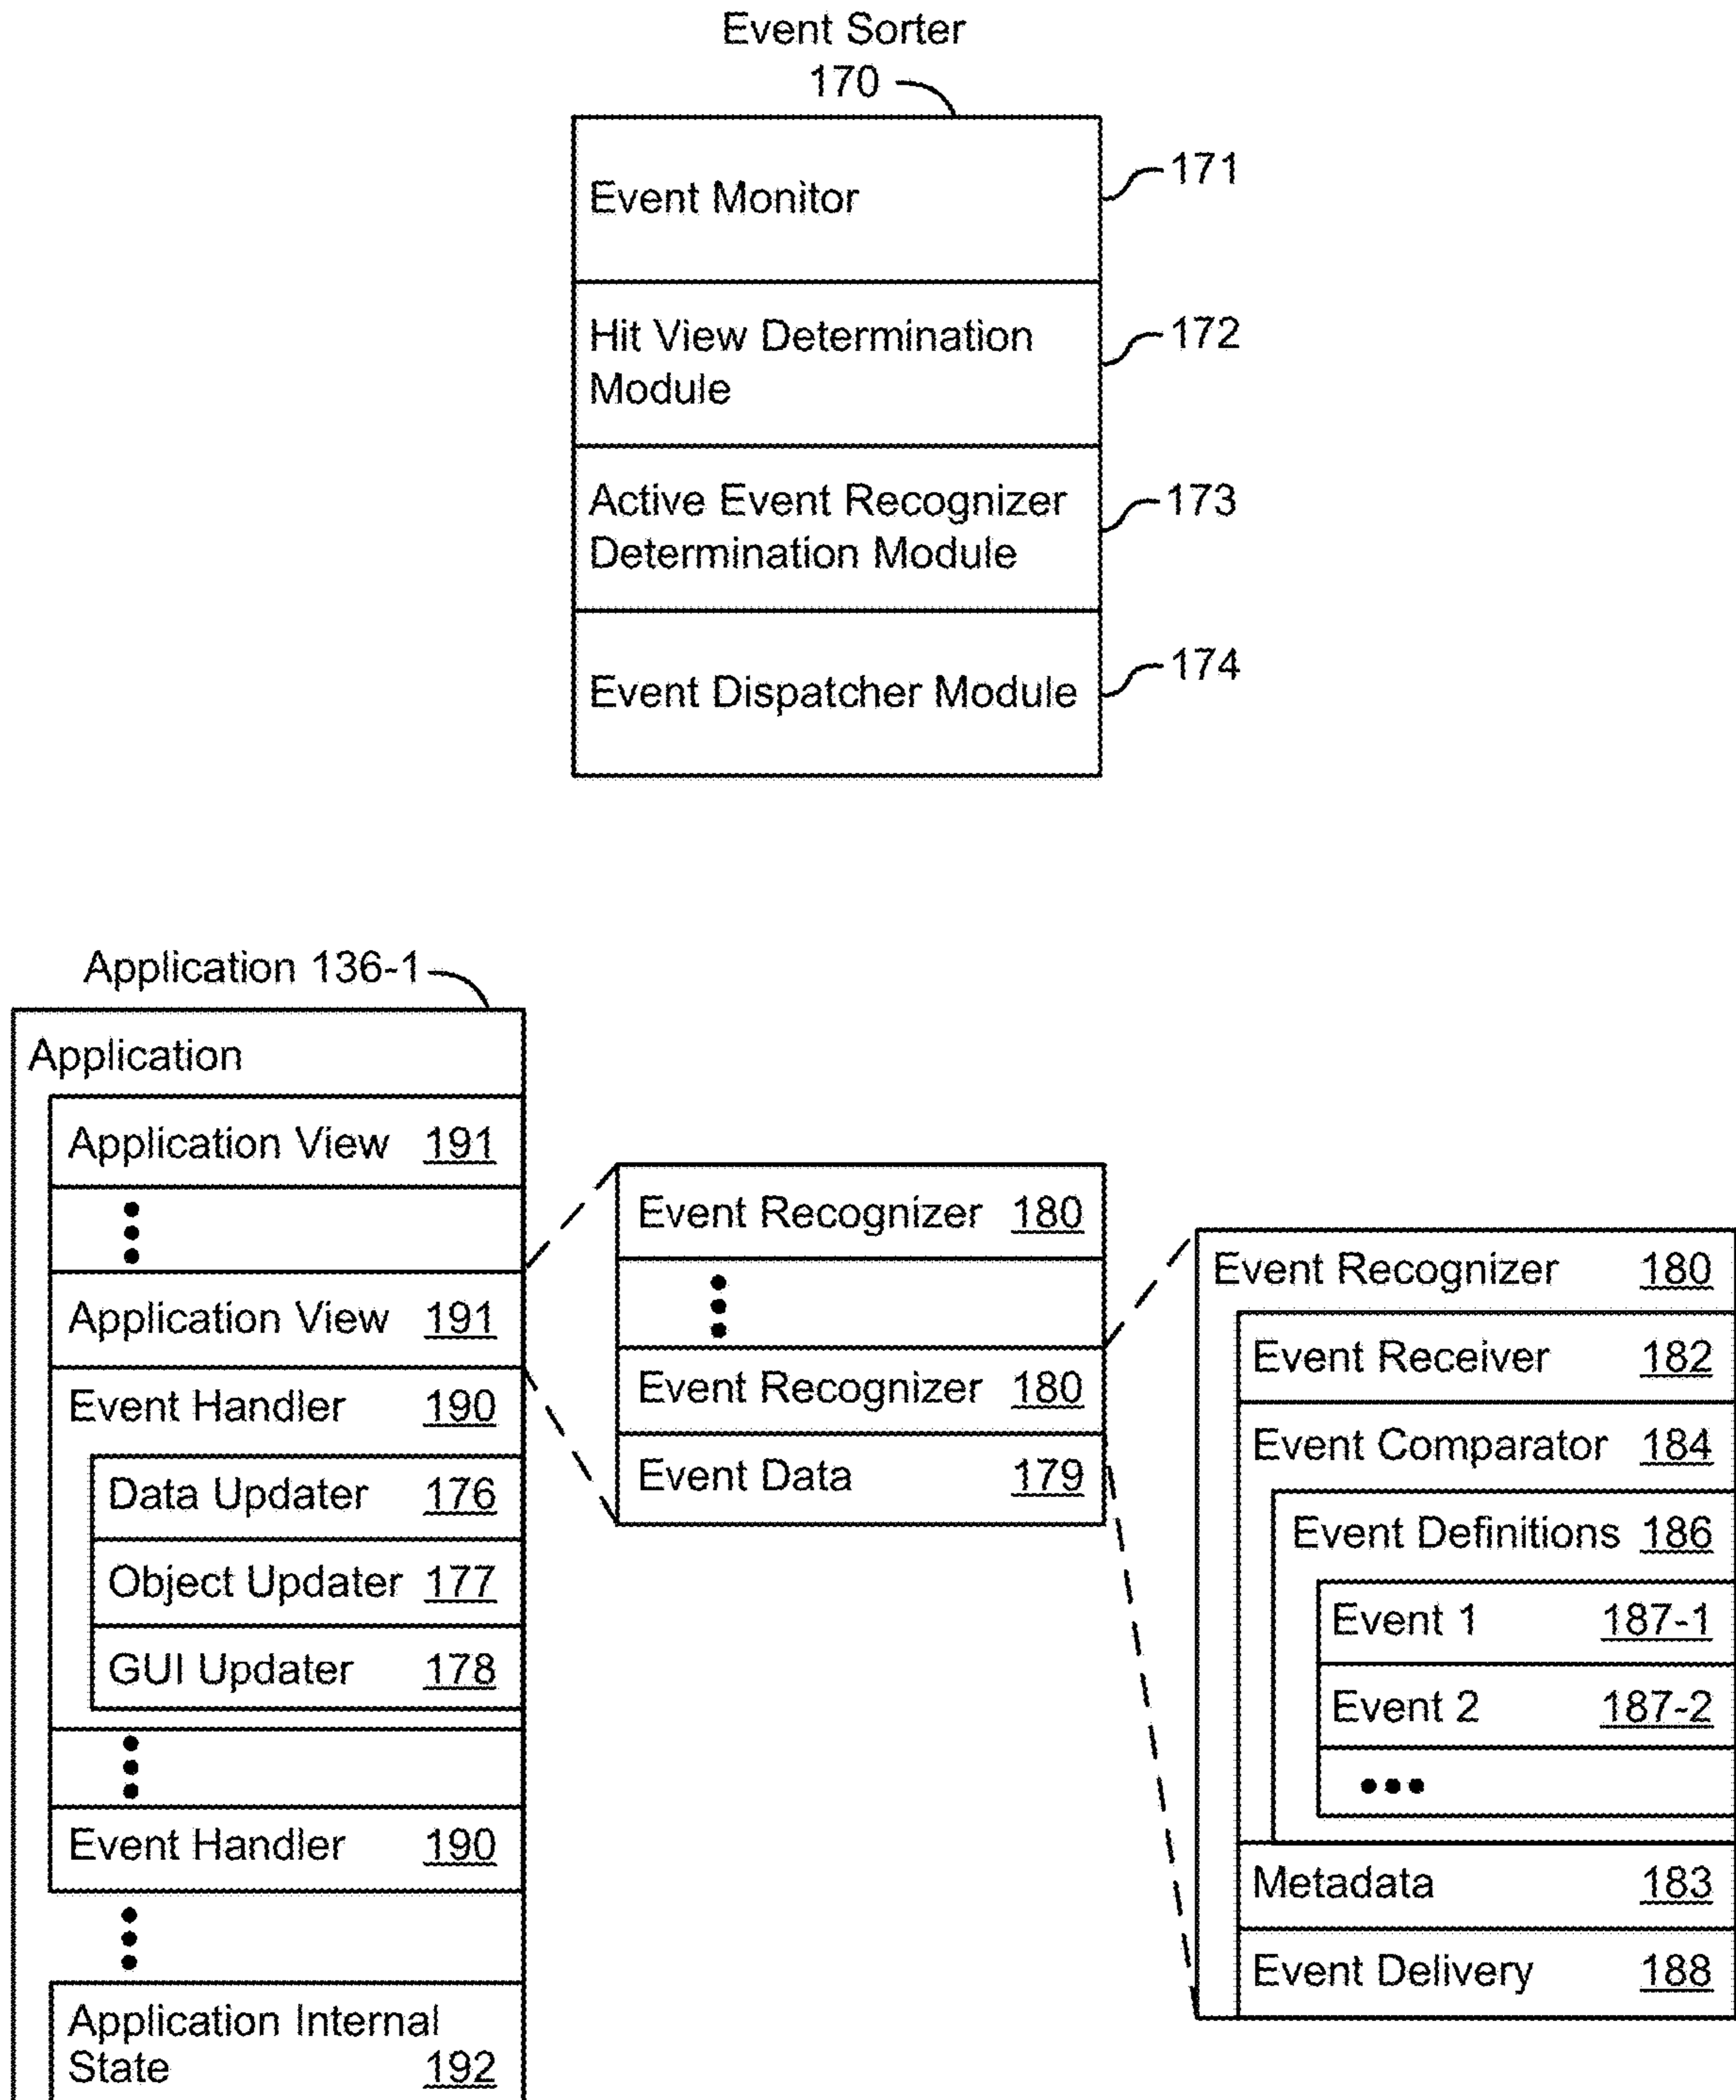 Event Sorter
170
Event Monitor
171
Hit View Determination
Module
172
Active Event Recognizer
Determination Module
173
Event Dispatcher Module
174
Application 136-1
Application
Application View 191
Application View 191
Event Handler 190
Data Updater 176
Object Updater 177
GUI Updater 178
Event Handler 190
Application Internal
State 192
Event Recognizer 180
Event Recognizer 180
Event Data 179
Event Recognizer 180
Event Receiver 182
Event Comparator 184
Event Definitions 186
Event 1 187-1
Event 2 187-2
Metadata 183
Event Delivery 188